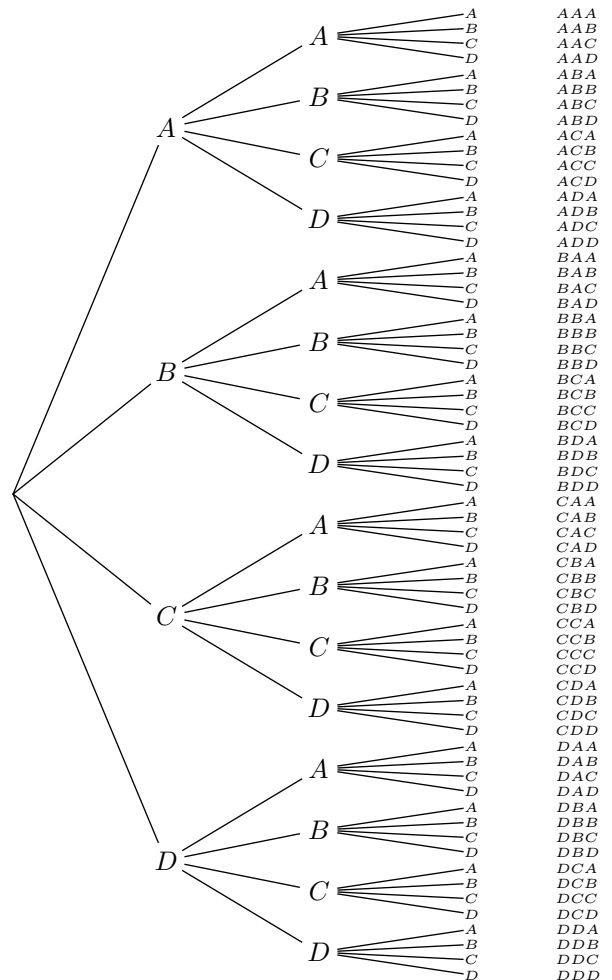 A AAA
A B AAB
C AAC
D AAD
A ABA
B B ABB
C ABC
D ABD
A
A ACA
C B ACB
C ACC
D ACD
A ADA
D B ADB
C ADC
D ADD
A BAA
A B BAB
C BAC
D BAD
A BBA
B B BBB
C BBC
D BBD
B
A BCA
C B BCB
C BCC
D BCD
A BDA
D B BDB
C BDC
D BDD
A CAA
A B CAB
C CAC
D CAD
A CBA
B B CBB
C CBC
D CBD
C
A CCA
C B CCB
C CCC
D CCD
A CDA
D B CDB
C CDC
D CDD
A DAA
A B DAB
C DAC
D DAD
A DBA
B B DBB
C DBC
D DBD
D
A DCA
C B DCB
C DCC
D DCD
A DDA
D B DDB
C DDC
D DDD